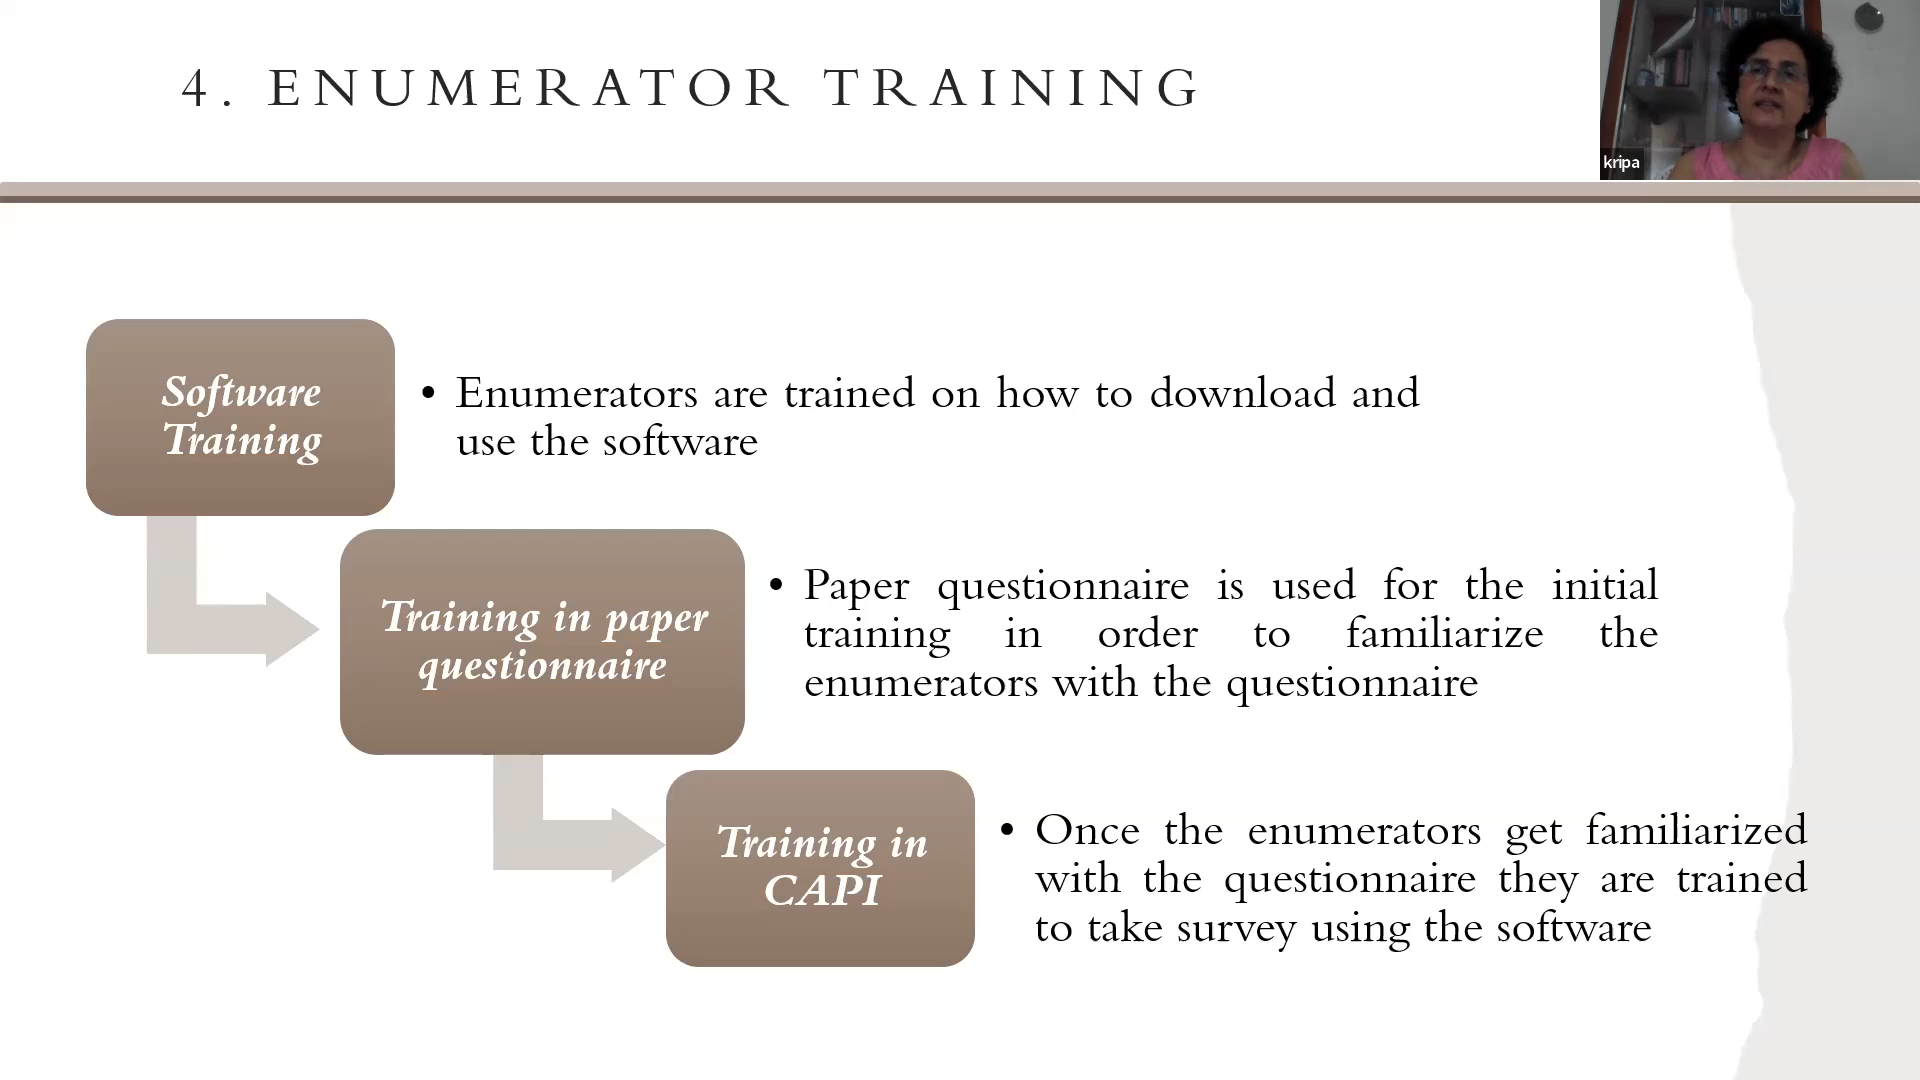 4. ENUMERATOR TRAINING
kripa
Software
Training
• Enumerators are trained on how to download and
use the software
Training in paper
questionnaire
• Paper questionnaire is used for the initial
training in order to familiarize the
enumerators with the questionnaire
Training in
CAPI
• Once the enumerators get familiarized
with the questionnaire they are trained
to take survey using the software